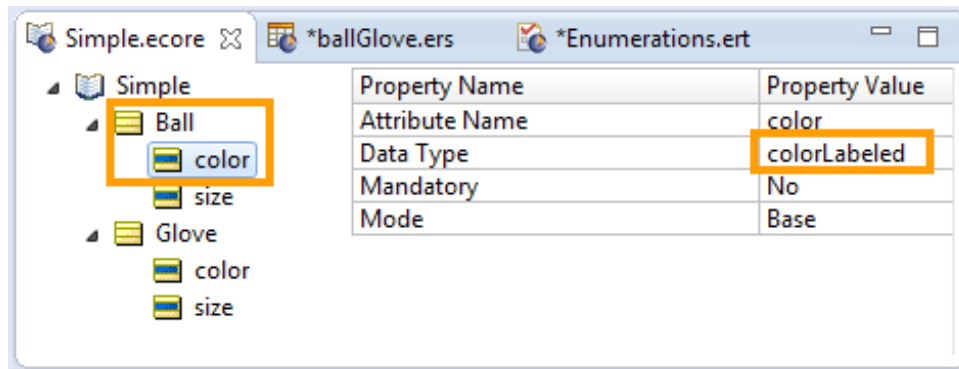 Simple.ecore *ballGlove.ers *Enumerations.ert
Simple Property Name Property Value
Ball Attribute Name color
color Data Type colorLabeled
size Mandatory No
Glove Mode Base
color
size